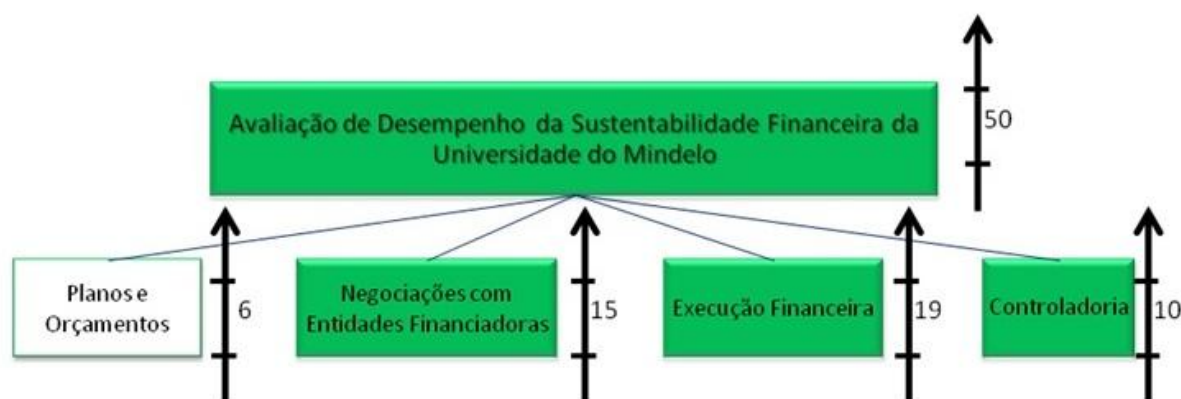 Avaliação de Desempenho da Sustentabilidade Financeira da
Universidade do Mindelo
50
Planos e
Orçamentos
6
Negociações com
Entidades Financiadoras
15
Execução Financeira
19
Controladoria
10